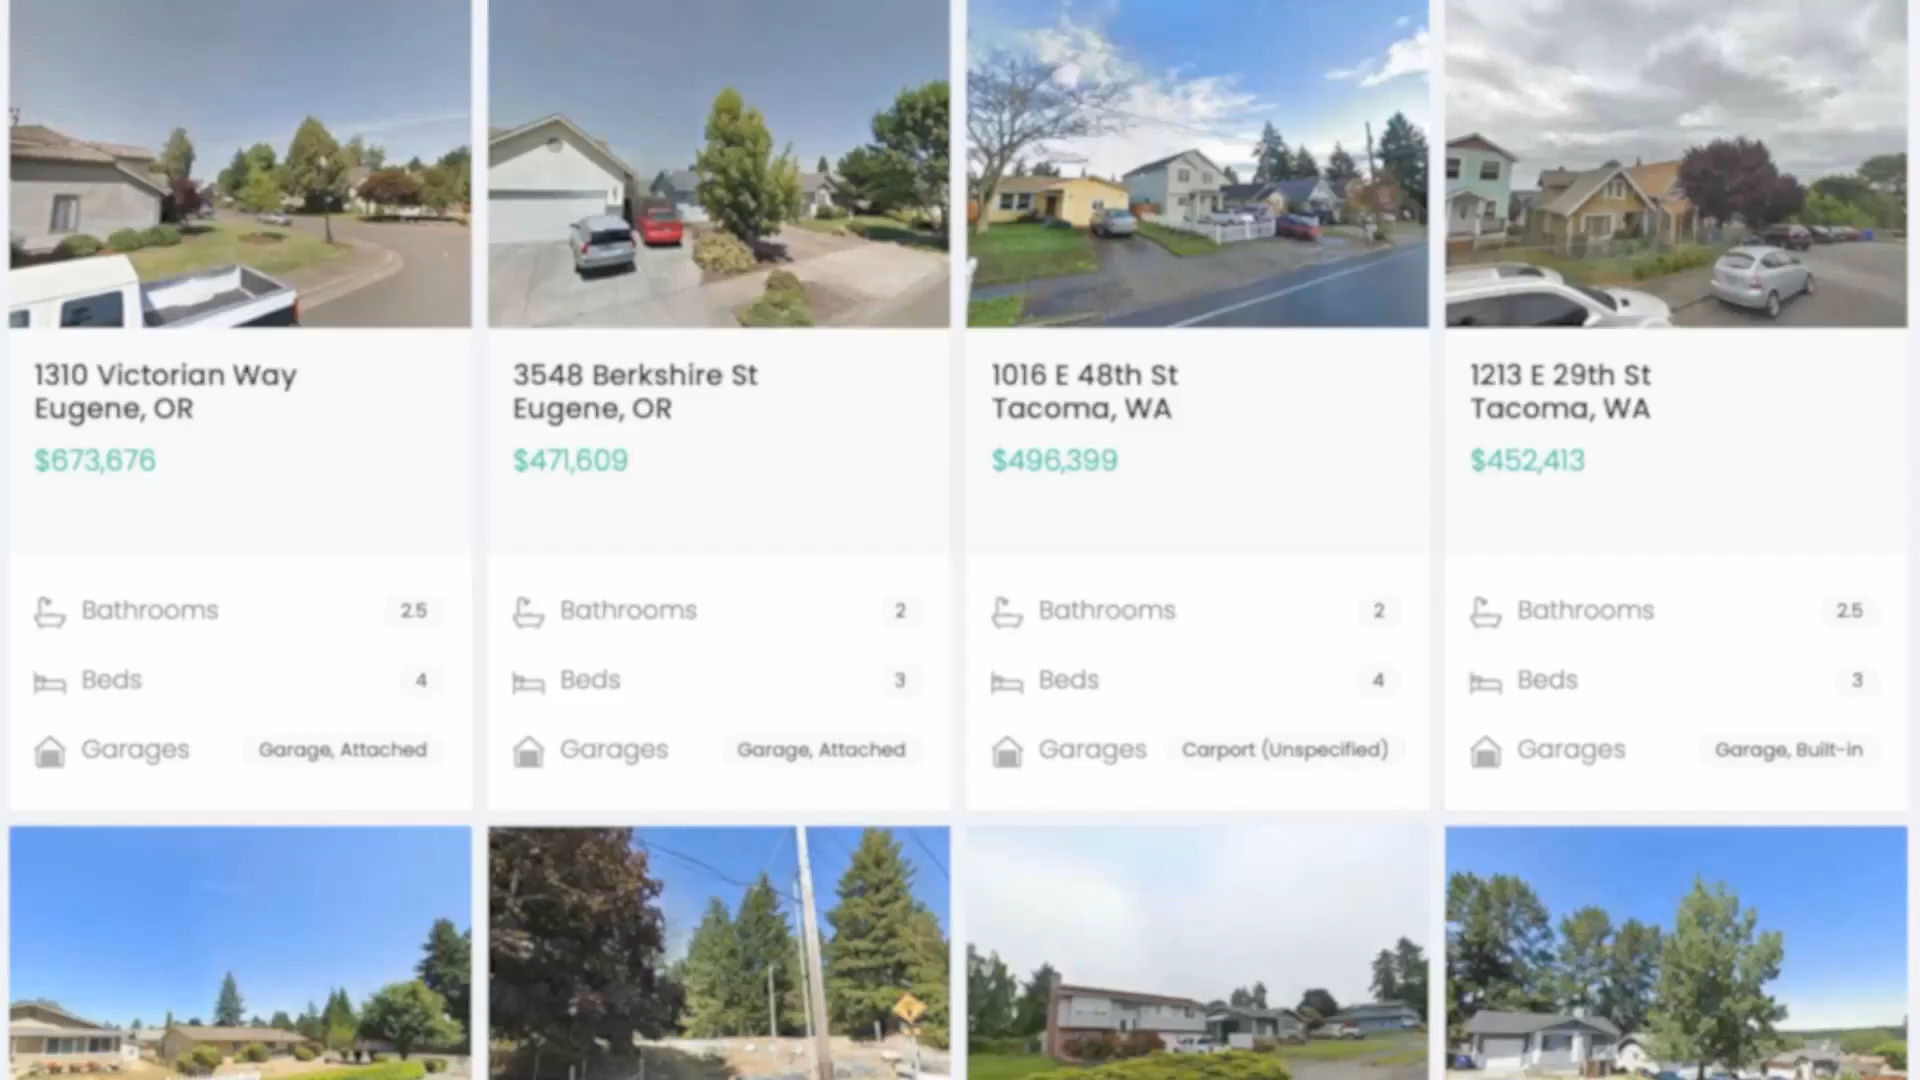 1310 Victorian Way
Eugene, OR
$673,676
Bathrooms 2.5
Beds 4
Garages Garage, Attached
3548 Berkshire St
Eugene, OR
$471,609
Bathrooms 2
Beds 3
Garages Garage, Attached
1016 E 48th St
Tacoma, WA
$496,399
Bathrooms 2
Beds 4
Garages Carport (Unspecified)
1213 E 29th St
Tacoma, WA
$452,413
Bathrooms 2.5
Beds 3
Garages Garage, Built-in